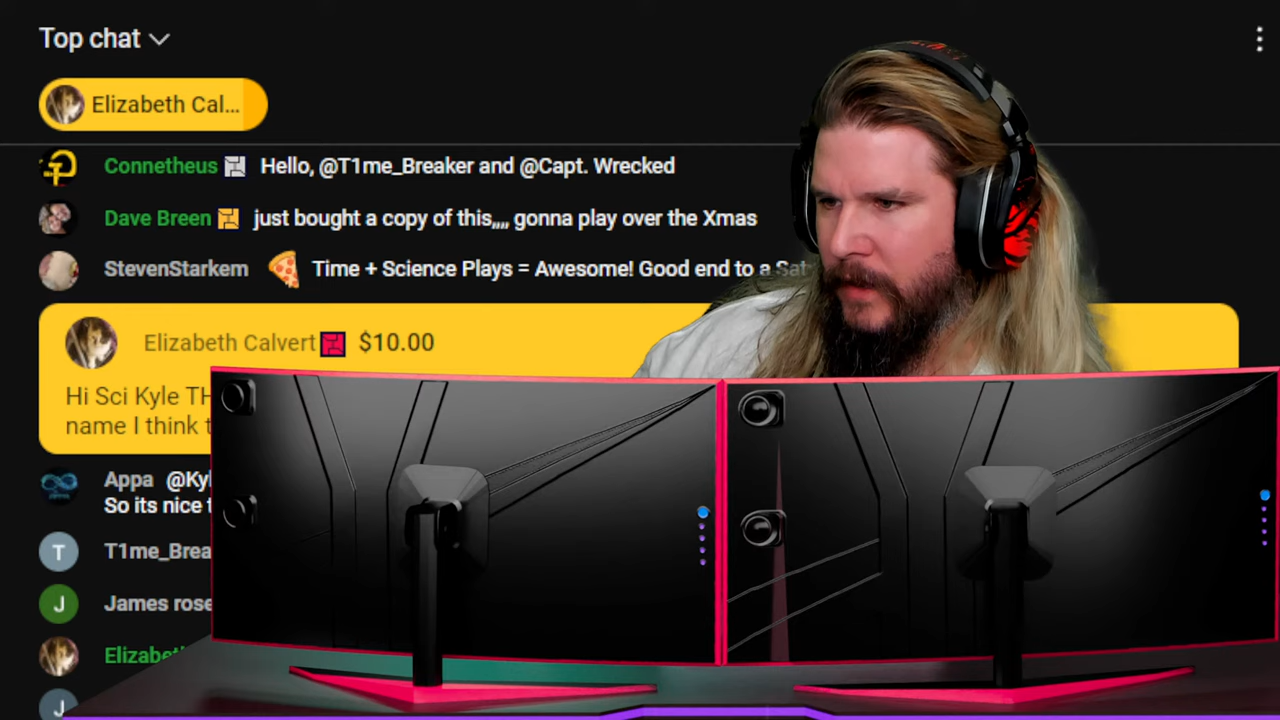 Top chat
Elizabeth Cal...
Connetheus Hello, @T1me_Breaker and @Capt. Wrecked
Dave Breen just bought a copy of this,,,, gonna play over the Xmas
StevenStarkem Time + Science Plays = Awesome! Good end to a Sat
Elizabeth Calvert $10.00
Hi Sci Kyle TH
name I think t
Appa @Kyl
So its nice t
T T1me_Brea
J James rose
Elizabet
J